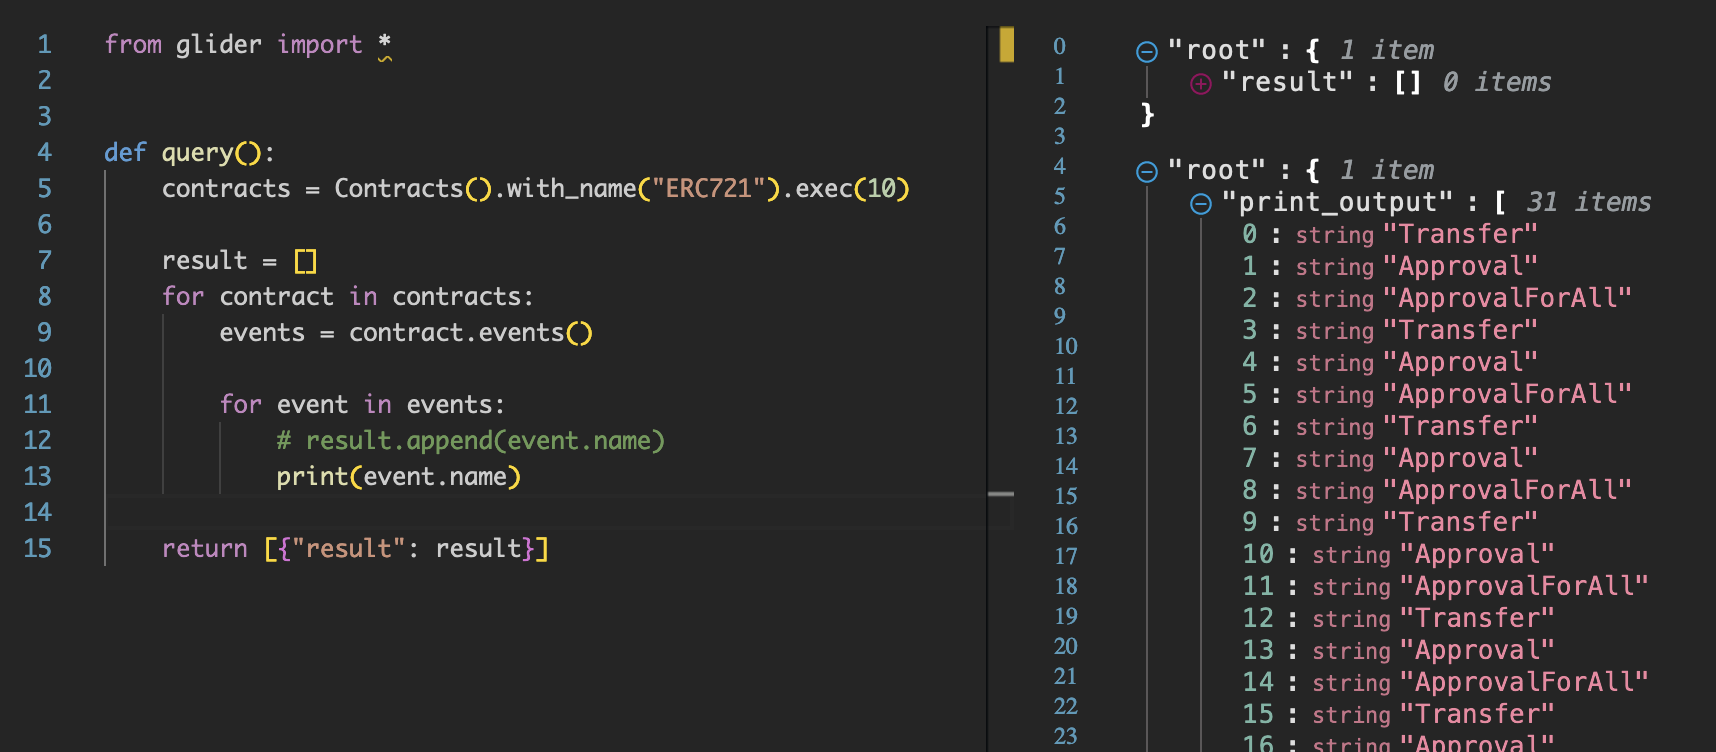 1 from glider import *
2
3
4 def query():
5 contracts = Contracts().with_name("ERC721").exec(10)
6
7 result = []
8 for contract in contracts:
9 events = contract.events()
10
11 for event in events:
12 # result.append(event.name)
13 print(event.name)
14
15 return [{"result": result}]
0 "root" : { 1 item
1 "result" : [] 0 items
2 }
3
4 "root" : { 1 item
5 "print_output" : [ 31 items
6 0 : string "Transfer"
7 1 : string "Approval"
8 2 : string "ApprovalForAll"
9 3 : string "Transfer"
10 4 : string "Approval"
11 5 : string "ApprovalForAll"
12 6 : string "Transfer"
13 7 : string "Approval"
14 8 : string "ApprovalForAll"
15 9 : string "Transfer"
16 10 : string "Approval"
17 11 : string "ApprovalForAll"
18 12 : string "Transfer"
19 13 : string "Approval"
20 14 : string "ApprovalForAll"
21 15 : string "Transfer"
22 16 : string "Approval"
23